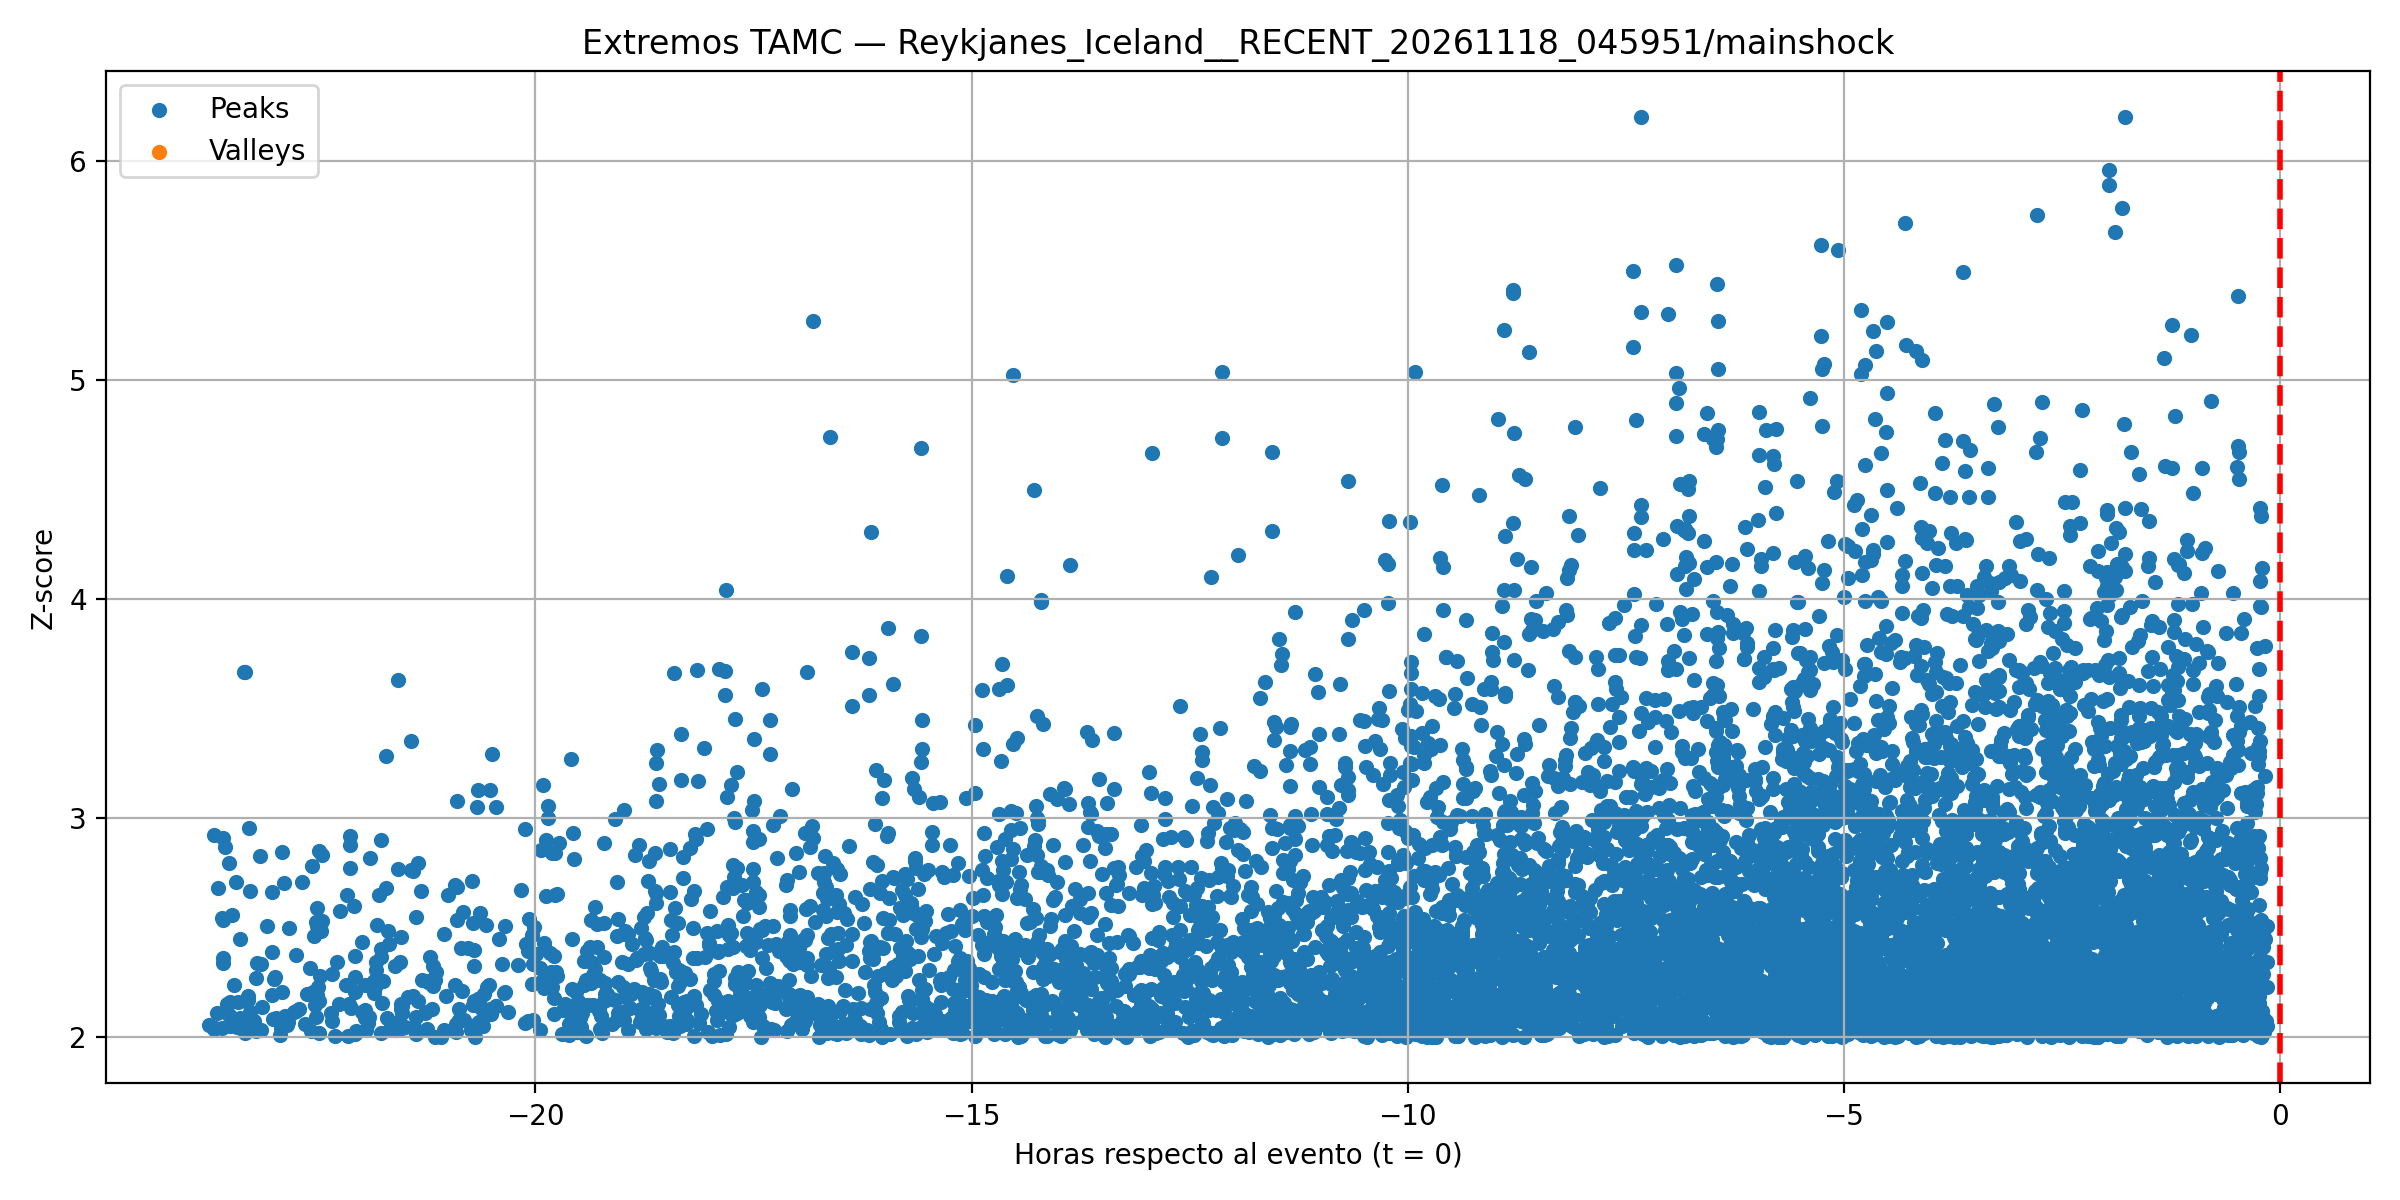 Extremos TAMC — Reykjanes_Iceland__RECENT_20261118_045951/mainshock
Peaks
Valleys
Z-score
6
5
4
3
2
−20
−15
−10
−5
0
Horas respecto al evento (t = 0)